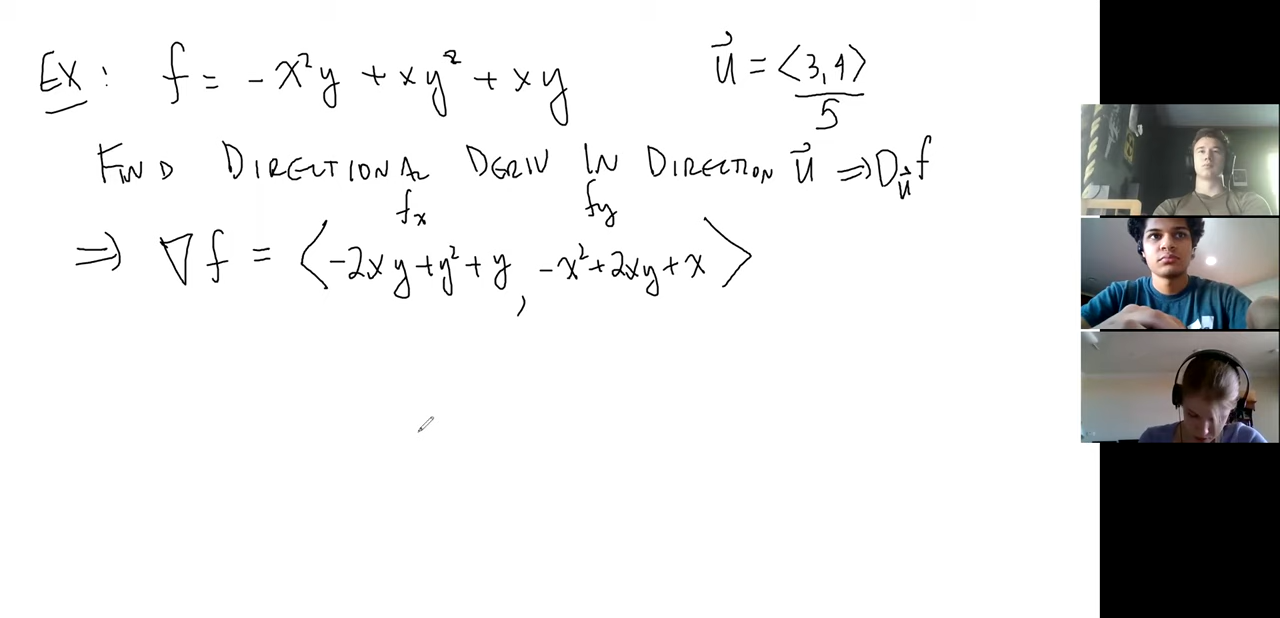 Ex: f = -x²y + xy² + xy    u⃗ = <3,4>/5
FIND DIRECTIONAL DERIV IN DIRECTION u⃗ ⇒ D_u⃗ f
f_x    f_y
⇒ ∇f = ⟨-2xy+y²+y, -x²+2xy+x⟩